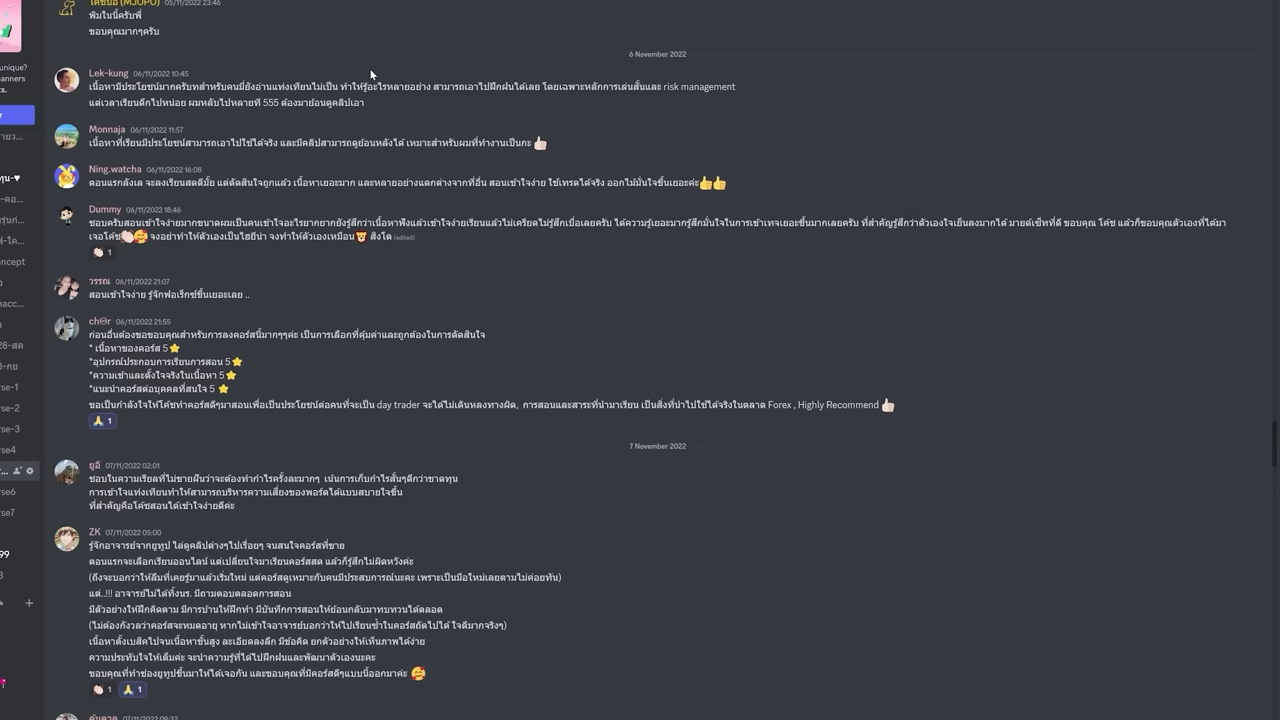 โค้ชบอ (MJOPO) 05/11/2022 23:46
พิมในนี้ครับพี่
ขอบคุณมากๆครับ
unique?
banners
ts.
6 November 2022
Lek-kung 06/11/2022 10:45
เนื้อหามีประโยชน์มากครับทสำหรับคนมี่ยังอ่านแท่งเทียนไม่เป็น ทำให้รู้อะไรหลายอย่าง สามารถเอาไปฝึกฝนได้เลย โดยเฉพาะหลักการเล่นสั้นและ risk management
แต่เวลาเรียนดึกไปหน่อย ผมหลับไปหลายที 555 ต้องมาย้อนดูคลิปเอา
Monnaja 06/11/2022 11:57
เนื้อหาที่เรียนมีประโยชน์สามารถเอาไปใช้ได้จริง และมีคลิปสามารถดูย้อนหลังได้ เหมาะสำหรับผมที่ทำงานเป็นกะ 👍🏻
Ning.watcha 06/11/2022 16:08
ตอนแรกลังเล จะลงเรียนสดดีมั้ย แต่ตัดสินใจถูกแล้ว เนื้อหาเยอะมาก และหลายอย่างแตกต่างจากที่อื่น สอนเข้าใจง่าย ใช้เทรดได้จริง ออกไม้มั่นใจขึ้นเยอะค่ะ👍👍
Dummy 06/11/2022 18:46
ชอบครับสอนเข้าใจง่ายมากขนาดผมเป็นคนเข้าใจอะไรยากยากยังรู้สึกว่าเนื้อหาฟังแล้วเข้าใจง่ายเรียนแล้วไม่เครียดไม่รู้สึกเบื่อเลยครับ ได้ความรู้เยอะมากรู้สึกมั่นใจในการเข้าเทจเยอะขึ้นมากเลยครับ ที่สำคัญรู้สึกว่าตัวเองใจเย็นลงมากได้ มายด์เซ็ทที่ดี ขอบคุณ โค้ช แล้วก็ขอบคุณตัวเองที่ได้มา
เจอโค้ช👏🏻🥰 จงอย่าทำให้ตัวเองเป็นไฮยีน่า จงทำให้ตัวเองเหมือน🦁 สิงโต (edited)
👏🏻 1
วรรณ 06/11/2022 21:07
สอนเข้าใจง่าย รู้จักฟอเร็กซ์ขึ้นเยอะเลย ..
06/11/2022 21:55
ก่อนอื่นต้องขอขอบคุณสำหรับการลงคอร์สนี้มากๆๆค่ะ เป็นการเลือกที่คุ้มค่าและถูกต้องในการตัดสินใจ
* เนื้อหาของคอร์ส 5⭐
*อุปกรณ์ประกอบการเรียนการสอน 5⭐
*ความเข้าและตั้งใจจริงในเนื้อหา 5⭐
*แนะนำคอร์สต่อบุคคลที่สนใจ 5 ⭐
ขอเป็นกำลังใจให้โค้ชทำคอร์สดีๆมาสอนเพื่อเป็นประโยชน์ต่อคนที่จะเป็น day trader จะได้ไม่เดินหลงทางผิด, การสอนและสาระที่นำมาเรียน เป็นสิ่งที่นำไปใช้ได้จริงในตลาด Forex , Highly Recommend 👍🏻
🙏 1
7 November 2022
ยูอิ 07/11/2022 02:01
ชอบในความเรียลที่ไม่ขายฝันว่าจะต้องทำกำไรครั้งละมากๆ เน้นการเก็บกำไรสั้นๆดีกว่าขาดทุน
การเข้าใจแท่งเทียนทำให้สามารถบริหารความเสี่ยงของพอร์ตได้แบบสบายใจขึ้น
ที่สำคัญคือโค้ชสอนได้เข้าใจง่ายดีค่ะ
ZK 07/11/2022 05:00
รู้จักอาจารย์จากยูทูป ไล่ดูคลิปต่างๆไปเรื่อยๆ จนสนใจคอร์สที่ขาย
ตอนแรกจะเลือกเรียนออนไลน์ แต่เปลี่ยนใจมาเรียนคอร์สสด แล้วก็รู้สึกไม่ผิดหวังค่ะ
(ถึงจะบอกว่าให้ลืมที่เคยรู้มาแล้วเริ่มใหม่ แต่คอร์สดูเหมาะกับคนมีประสบการณ์นะคะ เพราะเป็นมือใหม่เลยตามไม่ค่อยทัน)
แต่..!!! อาจารย์ไม่ได้ทิ้งนร. มีถามตอบตลอดการสอน
มีตัวอย่างให้ฝึกคิดตาม มีการบ้านให้ฝึกทำ มีบันทึกการสอนให้ย้อนกลับมาทบทวนได้ตลอด
(ไม่ต้องกังวลว่าคอร์สจะหมดอายุ หากไม่เข้าใจอาจารย์บอกว่าให้ไปเรียนซ้ำในคอร์สถัดไปได้ ใจดีมากจริงๆ)
เนื้อหาตั้งเบสิคไปจนเนื้อหาขั้นสูง ละเอียดลงลึก มีข้อคิด ยกตัวอย่างให้เห็นภาพได้ง่าย
ความประทับใจให้เต็มค่ะ จะนำความรู้ที่ได้ไปฝึกฝนและพัฒนาตัวเองนะคะ
ขอบคุณที่ทำช่องยูทูปขึ้นมาให้ได้เจอกัน และขอบคุณที่มีคอร์สดีๆแบบนี้ออกมาค่ะ 🥰
👏🏻 1 🙏 1
07/11/2022 08:32